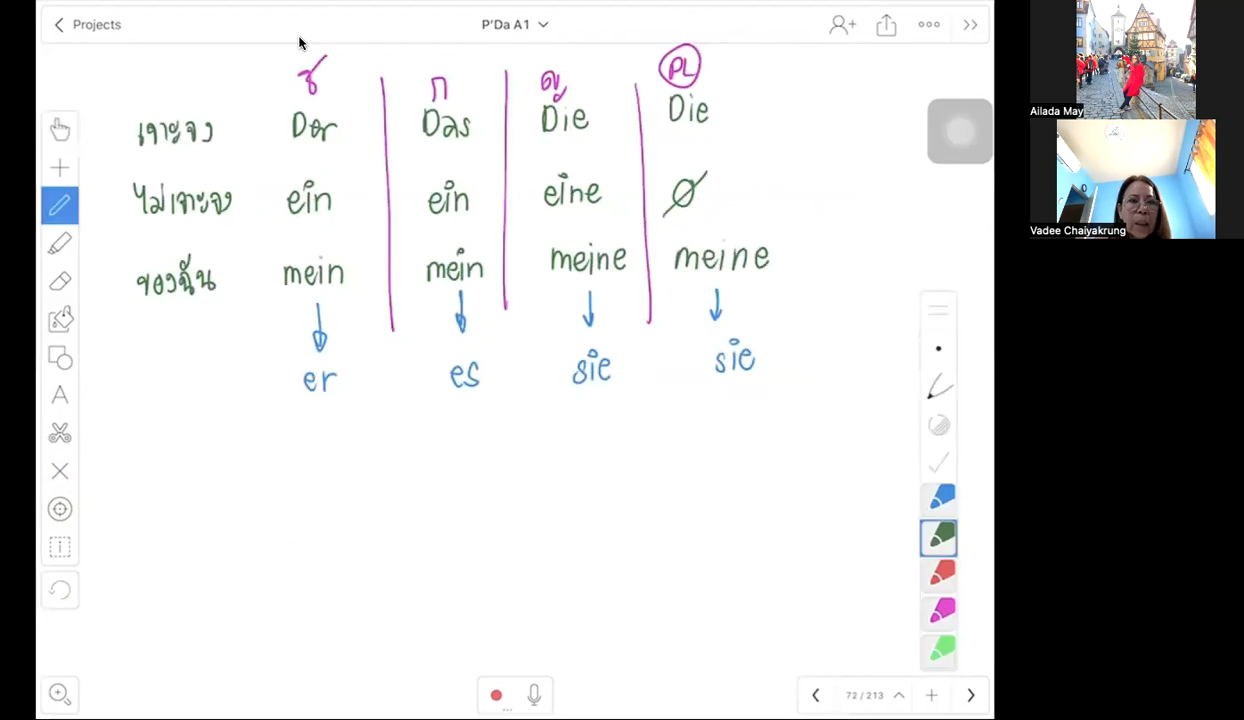 Projects
P'Da A1
ช ก ญ PL
เจาะจง Der Das Die Die
ไม่เจาะจง ein ein eine Ø
ของฉัน mein mein meine meine
er es sie sie
72 / 213
Ailada May
Vadee Chaiyakrung